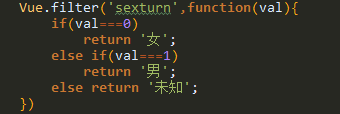 Vue.filter('sexturn',function(val){
    if(val===0)
        return '女';
    else if(val===1)
        return '男';
    else return '未知';
})